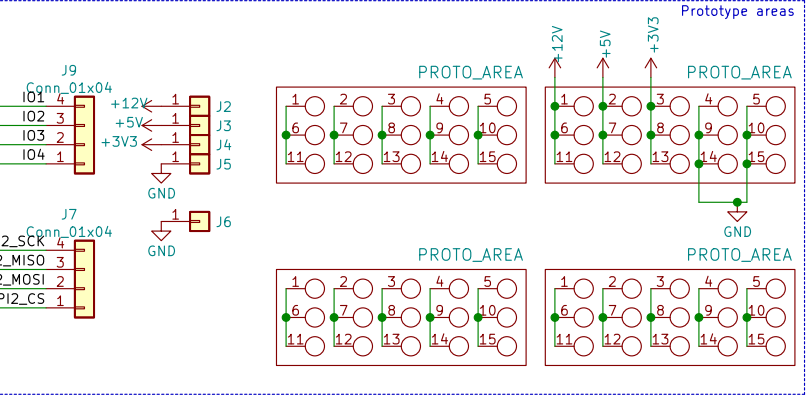 Prototype areas
J9
Conn_01x04
IO1 4
IO2 3
IO3 2
IO4 1
+12V 1 J2
+5V 1 J3
+3V3 1 J4
1 J5
GND
1 J6
GND
J7
Conn_01x04
2_SCK 4
2_MISO 3
2_MOSI 2
PI2_CS 1
PROTO_AREA
1 2 3 4 5
6 7 8 9 10
11 12 13 14 15
+12V +5V +3V3
PROTO_AREA
1 2 3 4 5
6 7 8 9 10
11 12 13 14 15
GND
PROTO_AREA
1 2 3 4 5
6 7 8 9 10
11 12 13 14 15
PROTO_AREA
1 2 3 4 5
6 7 8 9 10
11 12 13 14 15